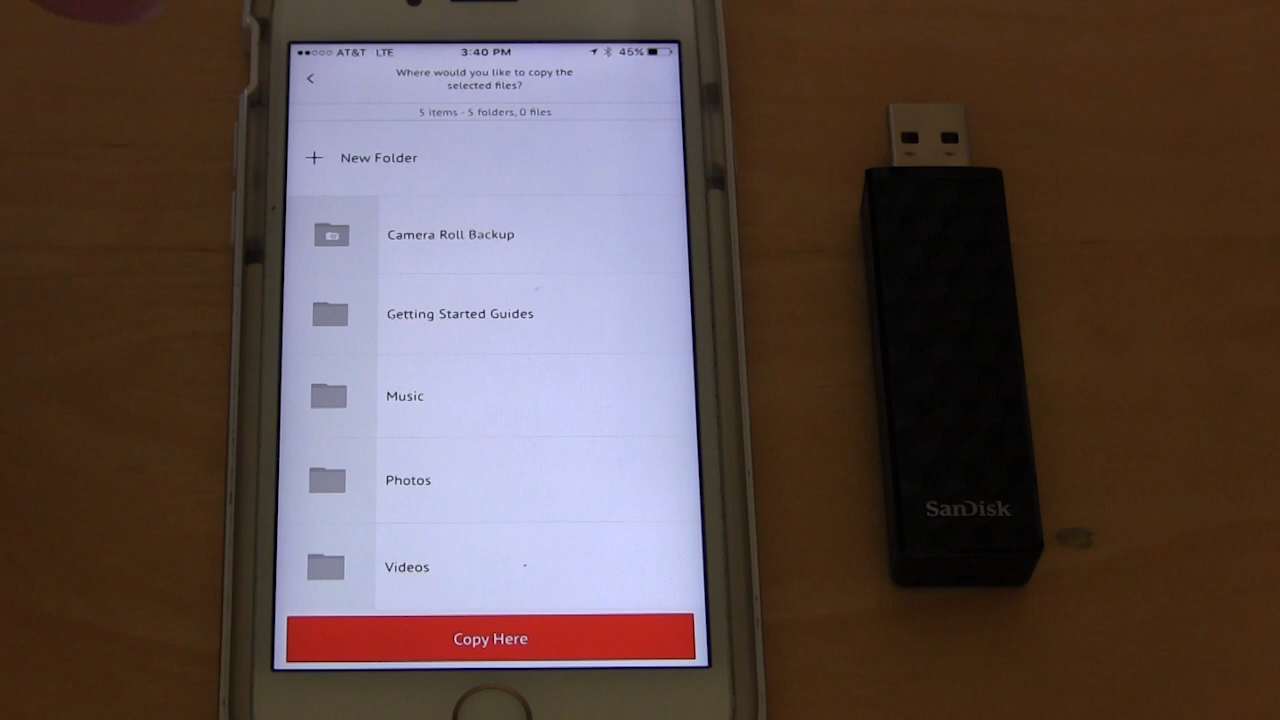 AT&T LTE 3:40 PM 45%
Where would you like to copy the
selected files?
5 items - 5 folders, 0 files
New Folder
Camera Roll Backup
Getting Started Guides
Music
Photos
Videos
Copy Here
SanDisk